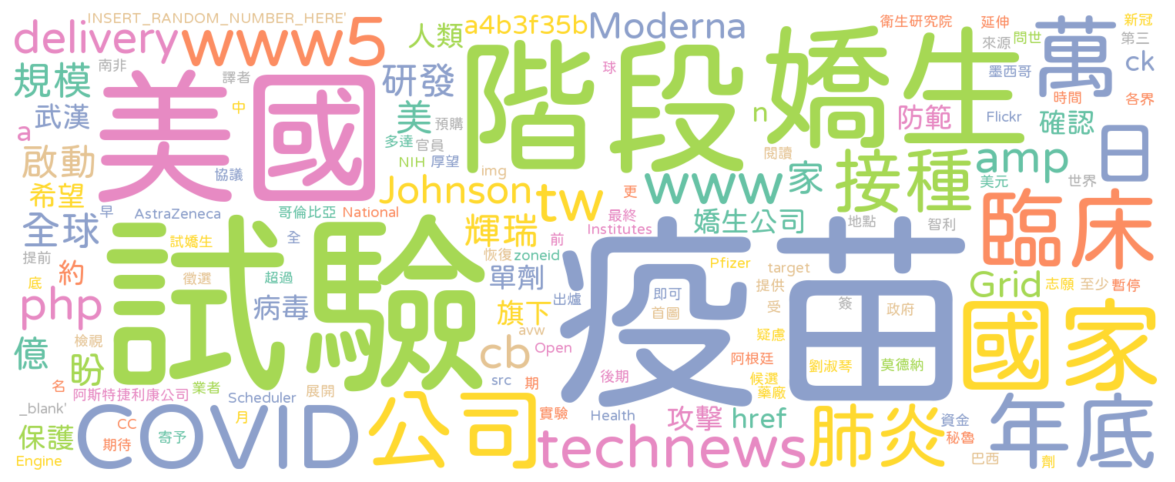 INSERT_RANDOM_NUMBER_HERE'
delivery
www5
人類
a4b3f35b
Moderna
衛生研究院
延伸
新冠
來源
問世
第三
規模
南非
譯者
研發
階段
球
嬌生
萬
墨西哥
ck
武漢
美國
中
美
預購
n
防範
Flickr
時間
各界
確認
日
a
多達
官員
啟動
協議
NIH
厚望
img
閱讀
amp
希望
Johnson
tw
更
www
家
接種
美元
世界
早
AstraZeneca
哥倫比亞
National
最終
嬌生公司
地點
智利
臨床
全球
試嬌生
全
輝瑞
前
Institutes
提前
約
恢復
zoneid
疫苗
底
試驗
徵選
超過
單劑
Pfizer
target
Grid
志願
至少
暫停
php
病毒
旗下
出爐
即可
提供
簽
政府
首圖
受
億
檢視
avw
疑慮
國家
盼
cb
Open
阿根廷
劉淑琴
莫德納
名
阿斯特捷利康公司
業者
src
期
後期
候選
藥廠
_blank'
Scheduler
展開
月
COVID
公司
實驗
Health
攻擊
href
肺炎
資金
年底
保護
cc
期待
寄予
technews
秘魯
Engine
巴西
劑